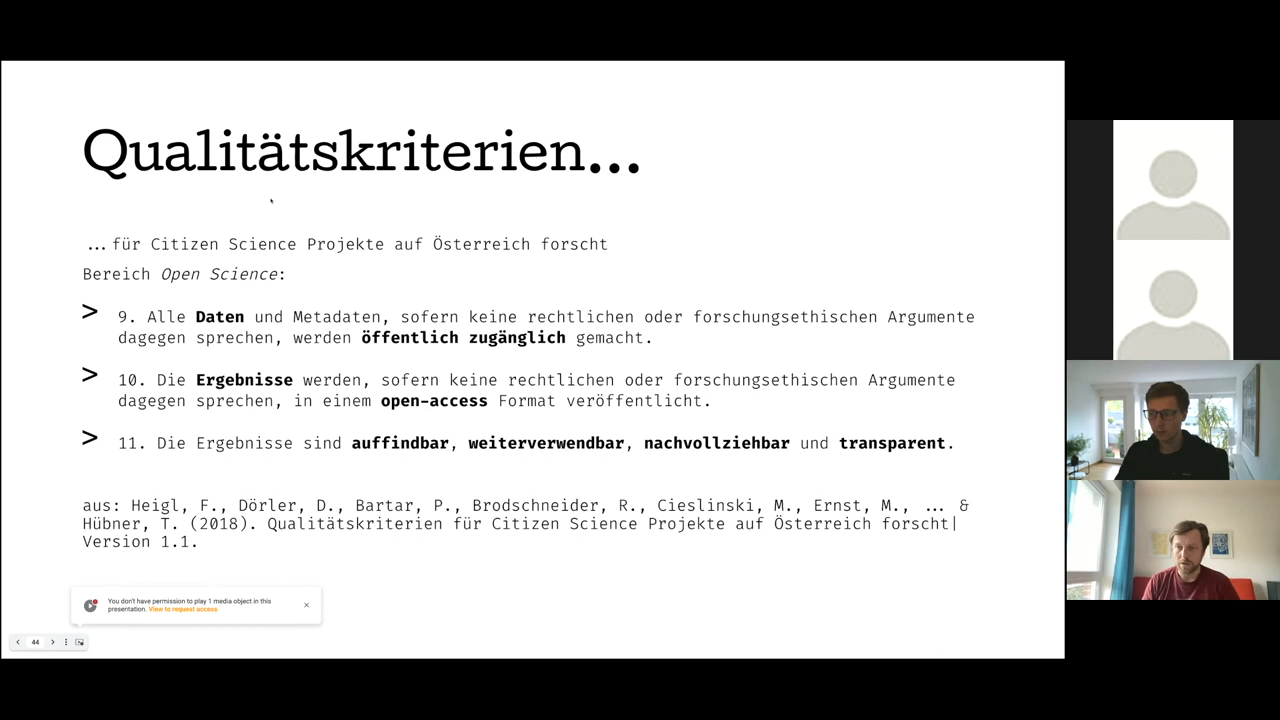 Qualitätskriterien...
...für Citizen Science Projekte auf Österreich forscht
Bereich Open Science:
> 9. Alle Daten und Metadaten, sofern keine rechtlichen oder forschungsethischen Argumente
dagegen sprechen, werden öffentlich zugänglich gemacht.
> 10. Die Ergebnisse werden, sofern keine rechtlichen oder forschungsethischen Argumente
dagegen sprechen, in einem open-access Format veröffentlicht.
> 11. Die Ergebnisse sind auffindbar, weiterverwendbar, nachvollziehbar und transparent.
aus: Heigl, F., Dörler, D., Bartar, P., Brodschneider, R., Cieslinski, M., Ernst, M., ... &
Hübner, T. (2018). Qualitätskriterien für Citizen Science Projekte auf Österreich forscht|
Version 1.1.
You don't have permission to play 1 media object in this
presentation. View to request access
44